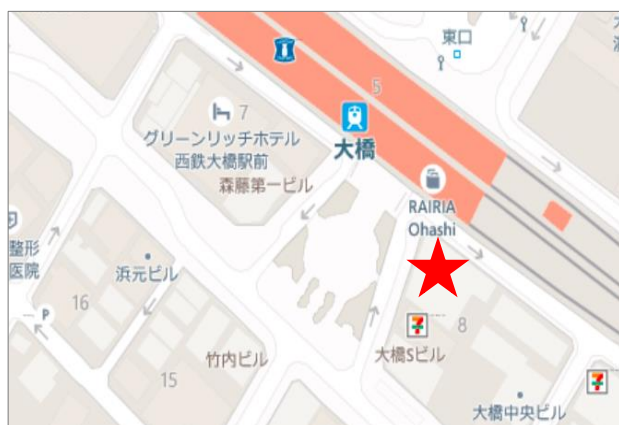 東口
5
7
グリーンリッチホテル
西鉄大橋駅前
大橋
森藤第一ビル
RAIRIA
Ohashi
整形
医院
浜元ビル
16
P
竹内ビル
15
8
大橋Sビル
大橋中央ビル